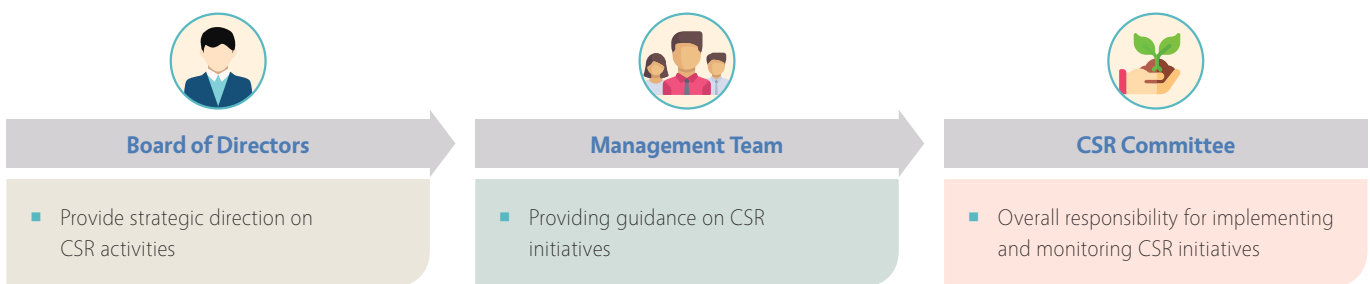 Board of Directors
Provide strategic direction on
CSR activities
Management Team
Providing guidance on CSR
initiatives
CSR Committee
Overall responsibility for implementing
and monitoring CSR initiatives